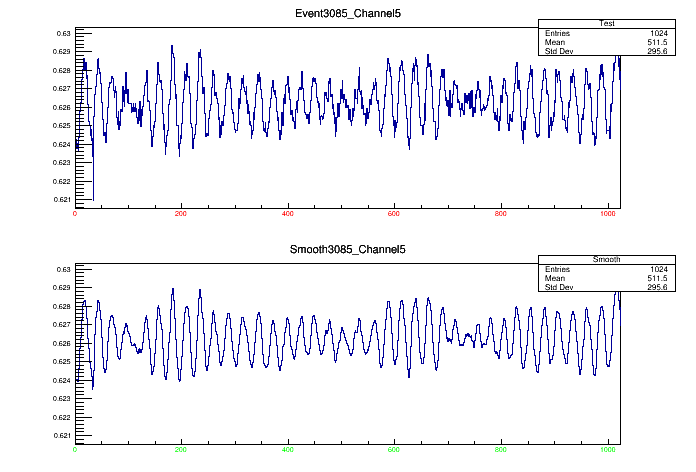 Event3085_Channel5
Test
Entries 1024
Mean 511.5
Std Dev 295.6
0.63
0.629
0.628
0.627
0.626
0.625
0.624
0.623
0.622
0.621
0 200 400 600 800 1000
Smooth3085_Channel5
Smooth
Entries 1024
Mean 511.5
Std Dev 295.6
0.63
0.629
0.628
0.627
0.626
0.625
0.624
0.623
0.622
0.621
0 200 400 600 800 1000